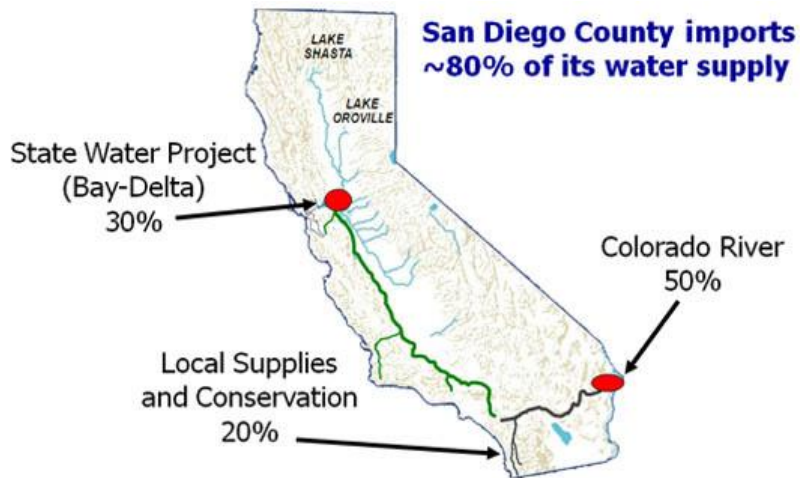 San Diego County imports
~80% of its water supply
LAKE
SHASTA
LAKE
OROVILLE
State Water Project
(Bay-Delta)
30%
Colorado River
50%
Local Supplies
and Conservation
20%